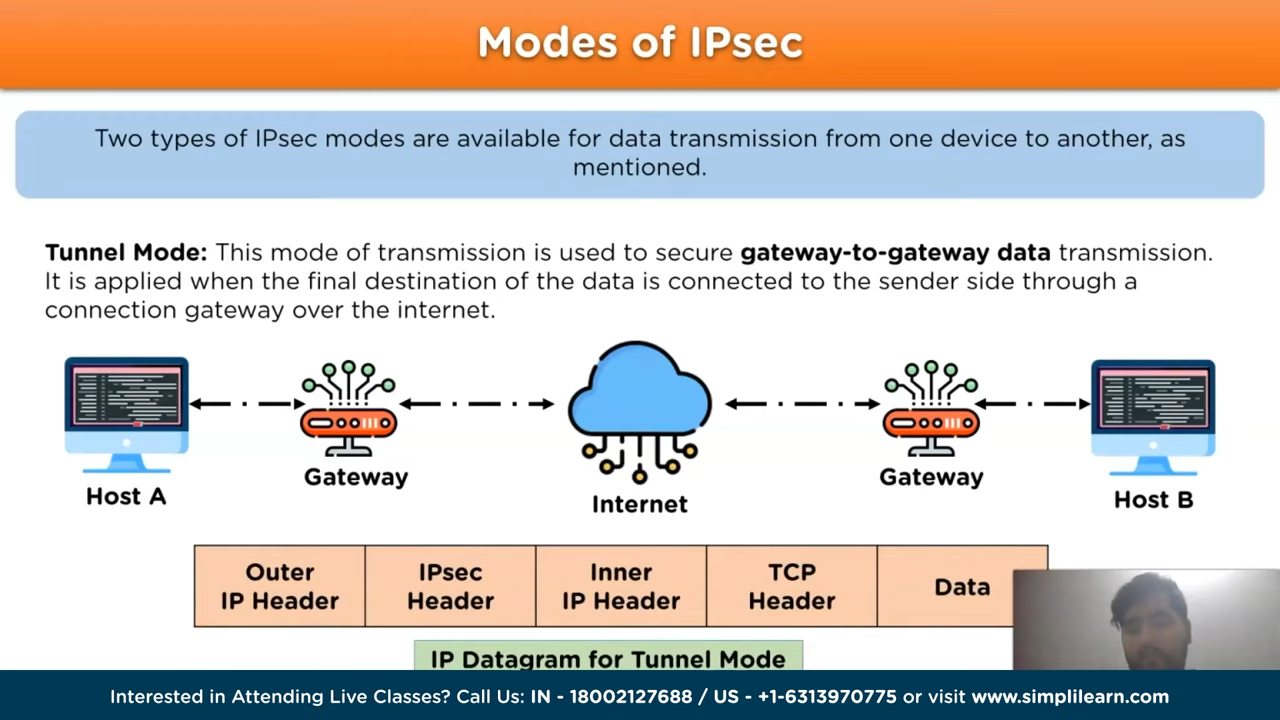 Modes of IPsec
Two types of IPsec modes are available for data transmission from one device to another, as
mentioned.
Tunnel Mode: This mode of transmission is used to secure gateway-to-gateway data transmission.
It is applied when the final destination of the data is connected to the sender side through a
connection gateway over the internet.
Host A
Gateway
Internet
Gateway
Host B
Outer
IP Header
IPsec
Header
Inner
IP Header
TCP
Header
Data
IP Datagram for Tunnel Mode
Interested in Attending Live Classes? Call Us: IN - 18002127688 / US - +1-6313970775 or visit www.simplilearn.com